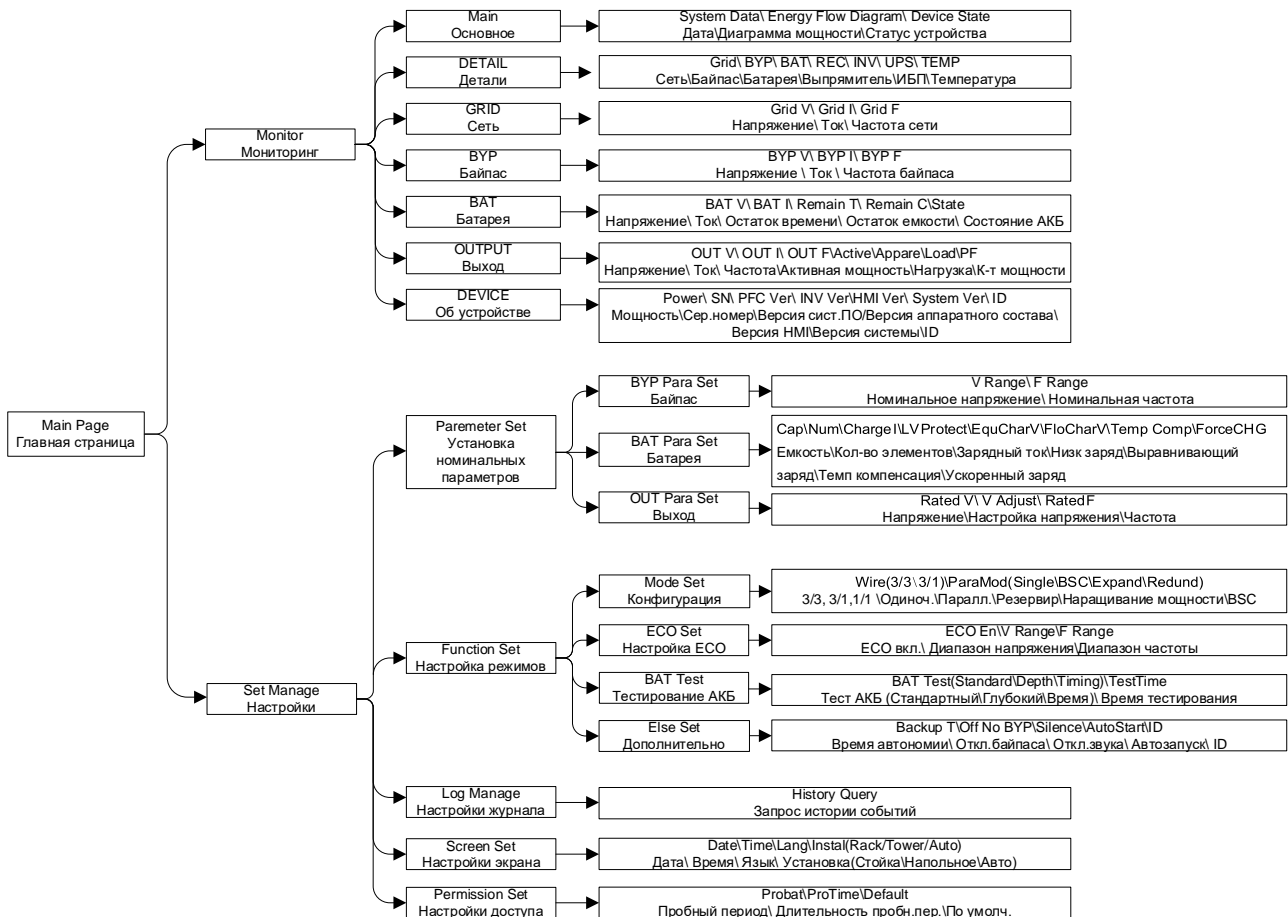 Main Page
Главная страница
Monitor
Мониторинг
Main
Основное
System Data\ Energy Flow Diagram\ Device State
Дата\Диаграмма мощности\Статус устройства
DETAIL
Детали
Grid\ BYP\ BAT\ REC\ INV\ UPS\ TEMP
Сеть\Байпас\Батарея\Выпрямитель\ИБП\Температура
GRID
Сеть
Grid V\ Grid I\ Grid F
Напряжение\ Ток\ Частота сети
BYP
Байпас
BYP V\ BYP I\ BYP F
Напряжение \ Ток \ Частота байпаса
BAT
Батарея
BAT V\ BAT I\ Remain T\ Remain C\State
Напряжение\ Ток\ Остаток времени\ Остаток емкости\ Состояние АКБ
OUTPUT
Выход
OUT V\ OUT I\ OUT F\Active\Appare\Load\PF
Напряжение\ Ток\ Частота\Активная мощность\Нагрузка\К-т мощности
DEVICE
Об устройстве
Power\ SN\ PFC Ver\ INV Ver\HMI Ver\ System Ver\ ID
Мощность\Сер.номер\Версия сист.ПО/Версия аппаратного состава\
Версия HMI\Версия системы\ID
Set Manage
Настройки
Paremeter Set
Установка
номинальных
параметров
BYP Para Set
Байпас
V Range\ F Range
Номинальное напряжение\ Номинальная частота
BAT Para Set
Батарея
Cap\Num\Charge I\LV Protect\EquCharV\FloCharV\Temp Comp\ForceCHG
Емкость\Кол-во элементов\Зарядный ток\Низк заряд\Выравнивающий
заряд\Темп компенсация\Ускоренный заряд
OUT Para Set
Выход
Rated V\ V Adjust\ Rated F
Напряжение\Настройка напряжения\Частота
Function Set
Настройка режимов
Mode Set
Конфигурация
Wire(3/3\3/1)\ParaMod(Single\BSC\Expand\Redund)
3/3, 3/1,1/1 \Одиноч.\Паралл.\Резервир\Наращивание мощности\BSC
ECO Set
Настройка ECO
ECO En\V Range\F Range
ECO вкл.\ Диапазон напряжения\Диапазон частоты
BAT Test
Тестирование АКБ
BAT Test(Standard\Depth\Timing)\TestTime
Тест АКБ (Стандартный\Глубокий\Время)\ Время тестирования
Else Set
Дополнительно
Backup T\Off No BYP\Silence\AutoStart\ID
Время автономии\ Откл.байпаса\ Откл.звука\ Автозапуск\ ID
Log Manage
Настройки журнала
History Query
Запрос истории событий
Screen Set
Настройки экрана
Date\Time\Lang\Instal(Rack/Tower/Auto)
Дата\ Время\ Язык\ Установка(Стойка\Напольное\Авто)
Permission Set
Настройки доступа
Probat\ProTime\Default
Пробный период\ Длительность пробн.пер.\По умолч.